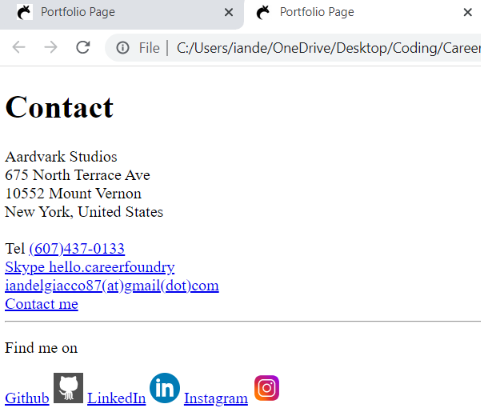 Portfolio Page
Portfolio Page
File | C:/Users/iande/OneDrive/Desktop/Coding/Career
Contact
Aardvark Studios
675 North Terrace Ave
10552 Mount Vernon
New York, United States
Tel (607)437-0133
Skype hello.careerfoundry
iandelgiacco87(at)gmail(dot)com
Contact me
Find me on
Github LinkedIn in Instagram